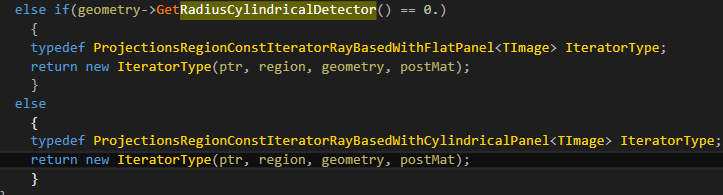 else if(geometry->GetRadiusCylindricalDetector() == 0.)
{
typedef ProjectionsRegionConstIteratorRayBasedWithFlatPanel<TImage> IteratorType;
return new IteratorType(ptr, region, geometry, postMat);
}
else
{
typedef ProjectionsRegionConstIteratorRayBasedWithCylindricalPanel<TImage> IteratorType;
return new IteratorType(ptr, region, geometry, postMat);
}